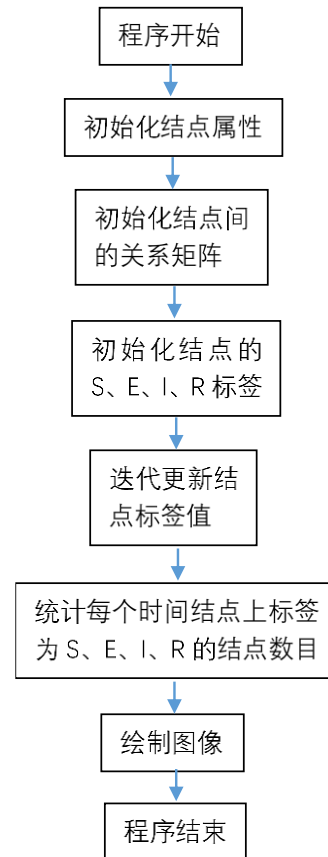 程序开始
初始化结点属性
初始化结点间
的关系矩阵
初始化结点的
S、E、I、R 标签
迭代更新结
点标签值
统计每个时间结点上标签
为 S、E、I、R 的结点数目
绘制图像
程序结束